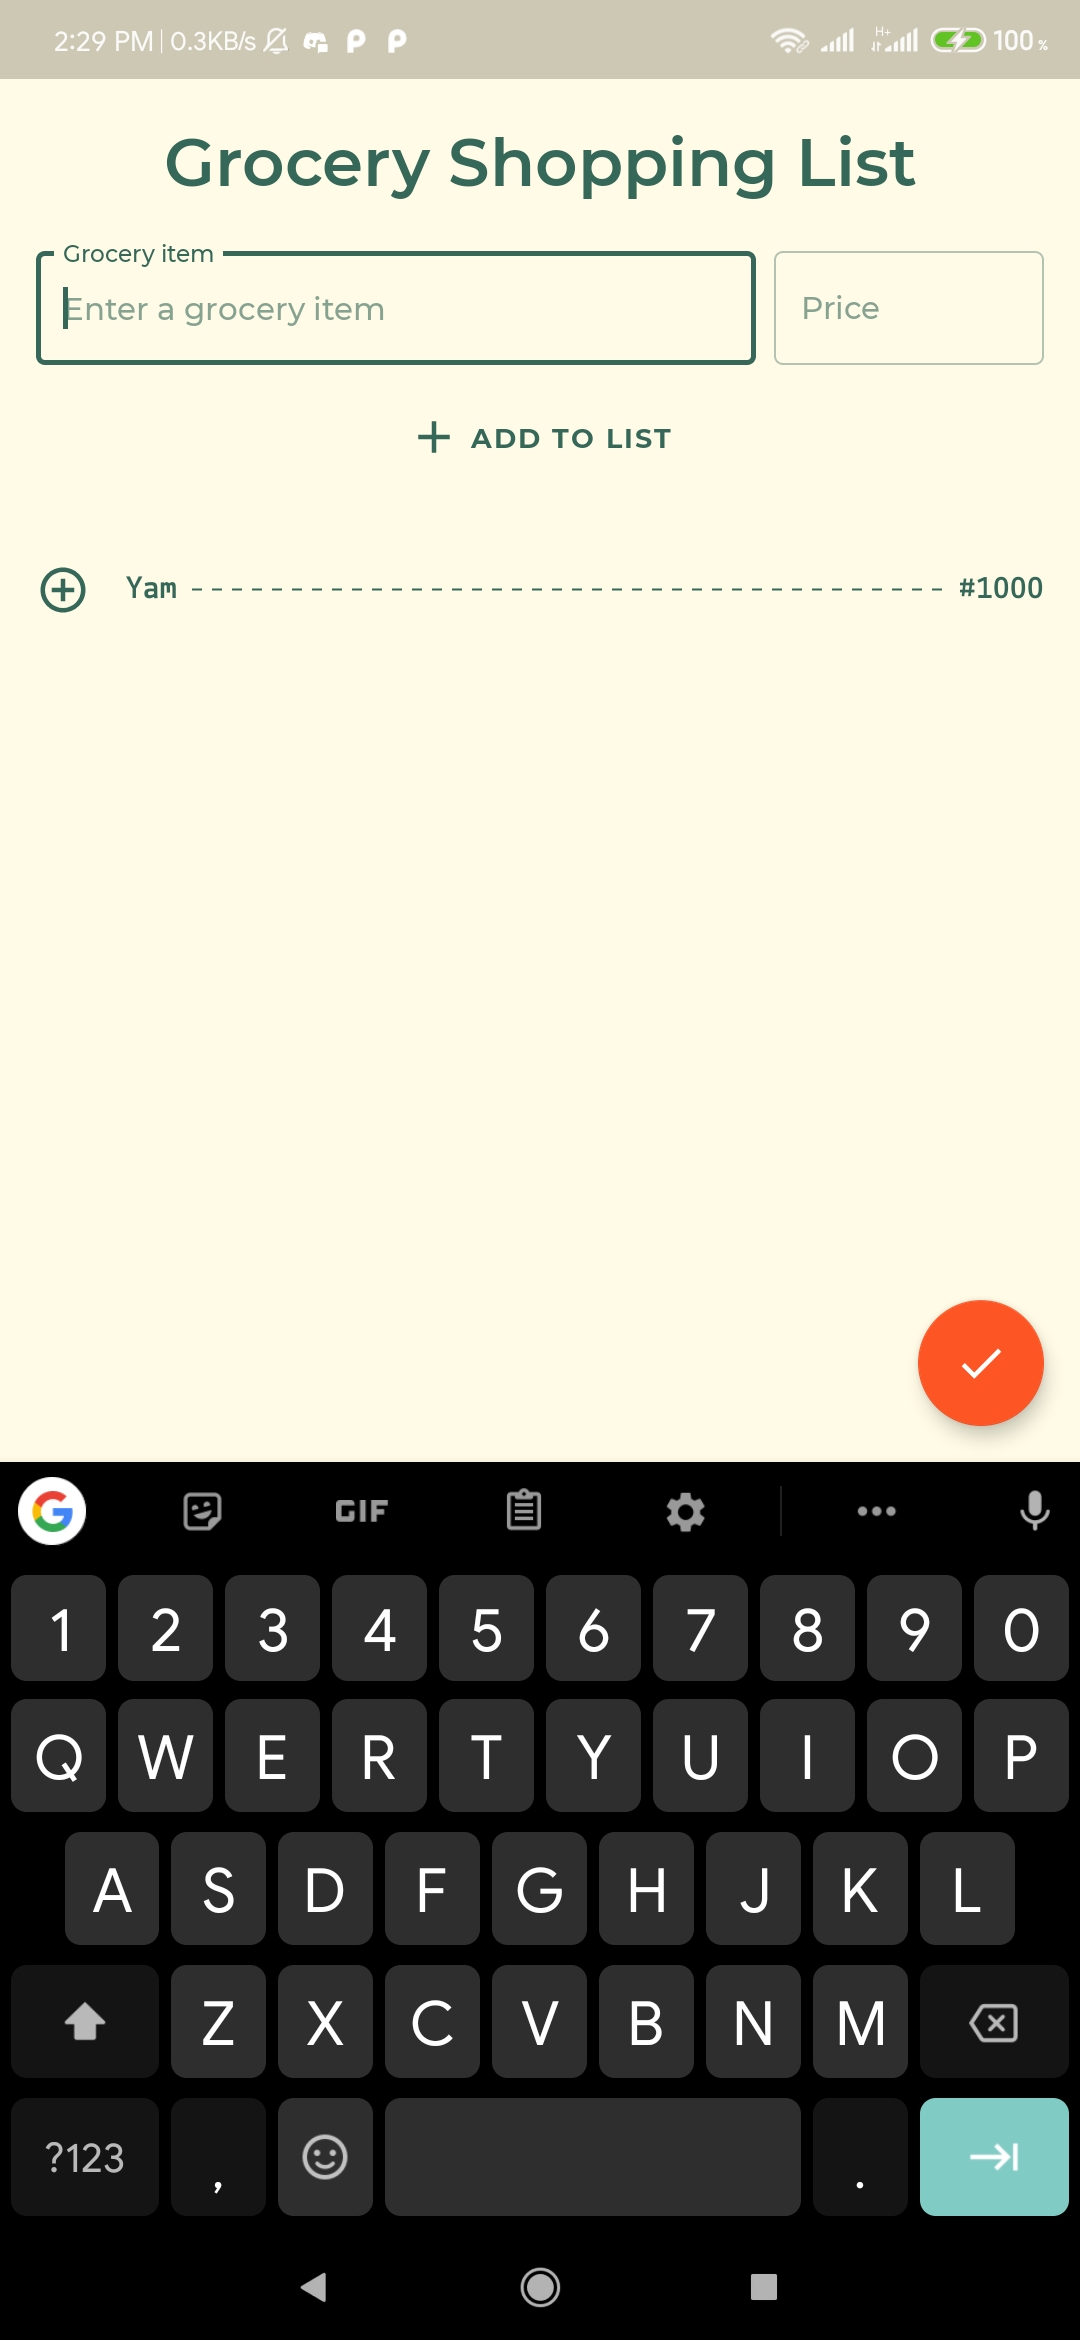 2:29 PM 0.3KB/s H+ 100%
Grocery Shopping List
Grocery item
Enter a grocery item Price
ADD TO LIST
Yam #1000
G GIF
1 2 3 4 5 6 7 8 9 0
Q W E R T Y U I O P
A S D F G H J K L
Z X C V B N M
?123 , .